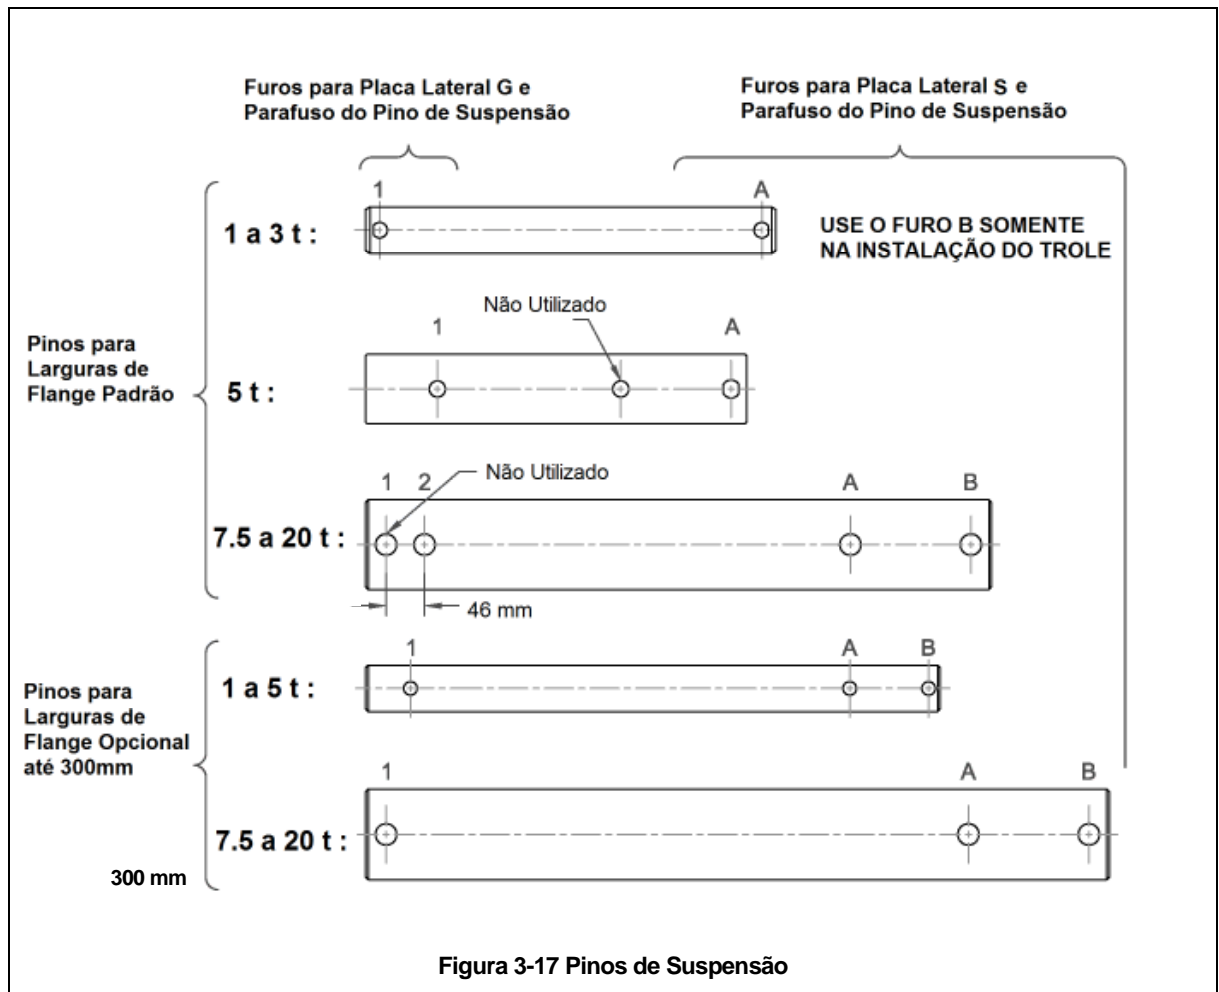 Furos para Placa Lateral G e
Parafuso do Pino de Suspensão
Furos para Placa Lateral S e
Parafuso do Pino de Suspensão
1
A
1 a 3 t :
USE O FURO B SOMENTE
NA INSTALAÇÃO DO TROLE
Não Utilizado
1
A
Pinos para
Larguras de
Flange Padrão
5 t :
Não Utilizado
1
2
A
B
7.5 a 20 t :
46 mm
1
A
B
Pinos para
Larguras de
Flange Opcional
até 300mm
1 a 5 t :
1
A
B
7.5 a 20 t :
300 mm
Figura 3-17 Pinos de Suspensão